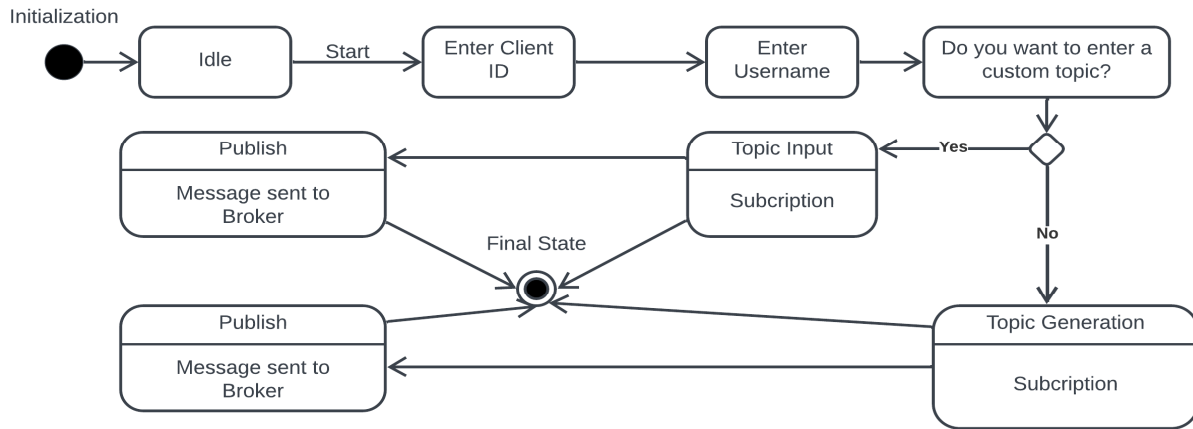 Initialization
Idle
Start
Enter Client
ID
Enter
Username
Do you want to enter a
custom topic?
Publish
Message sent to
Broker
Topic Input
Subcription
Yes
No
Final State
Publish
Message sent to
Broker
Topic Generation
Subcription